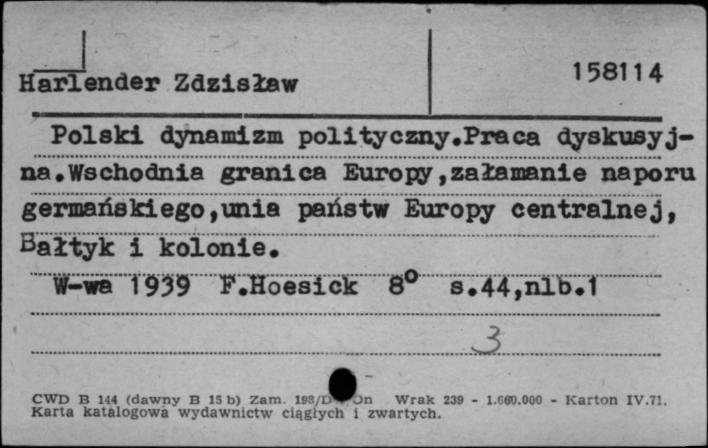 158114
Harlender Zdzisław
Polski dynamizm polityczny.Praca dyskusyj-
na.Wschodnia granica Europy,załamanie naporu
germańskiego,unia państw Europy centralnej,
Bałtyk i kolonie.
W-wa 1939 F.Hoesick 8° s.44,nlb.1
3
CWD B 144 (dawny B 15 b) Zam. 198/D On Wrak 239 - 1.660.000 - Karton IV.71.
Karta katalogowa wydawnictw ciągłych i zwartych.